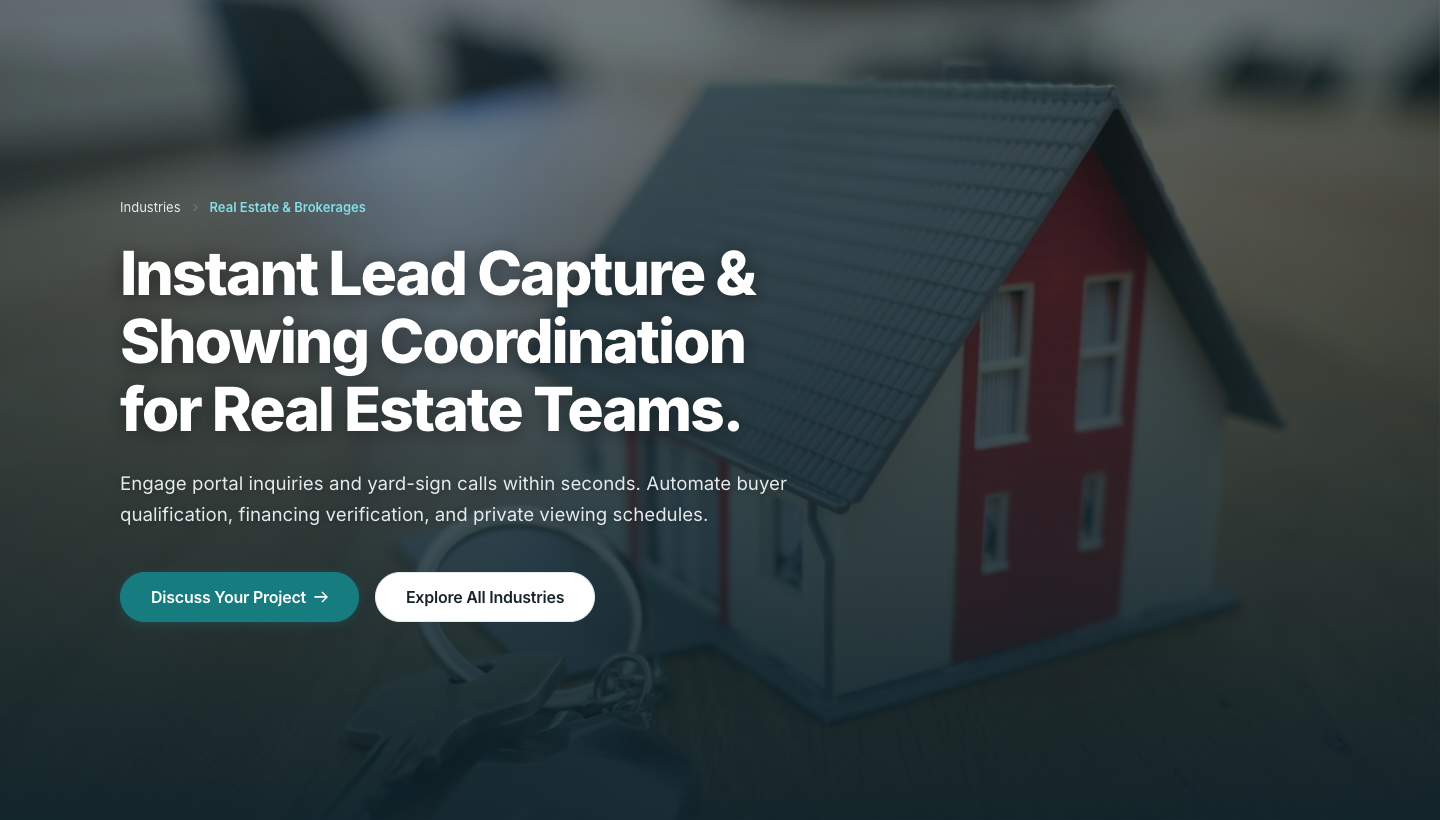 Industries > Real Estate & Brokerages
Instant Lead Capture &
Showing Coordination
for Real Estate Teams.
Engage portal inquiries and yard-sign calls within seconds. Automate buyer
qualification, financing verification, and private viewing schedules.
Discuss Your Project →
Explore All Industries